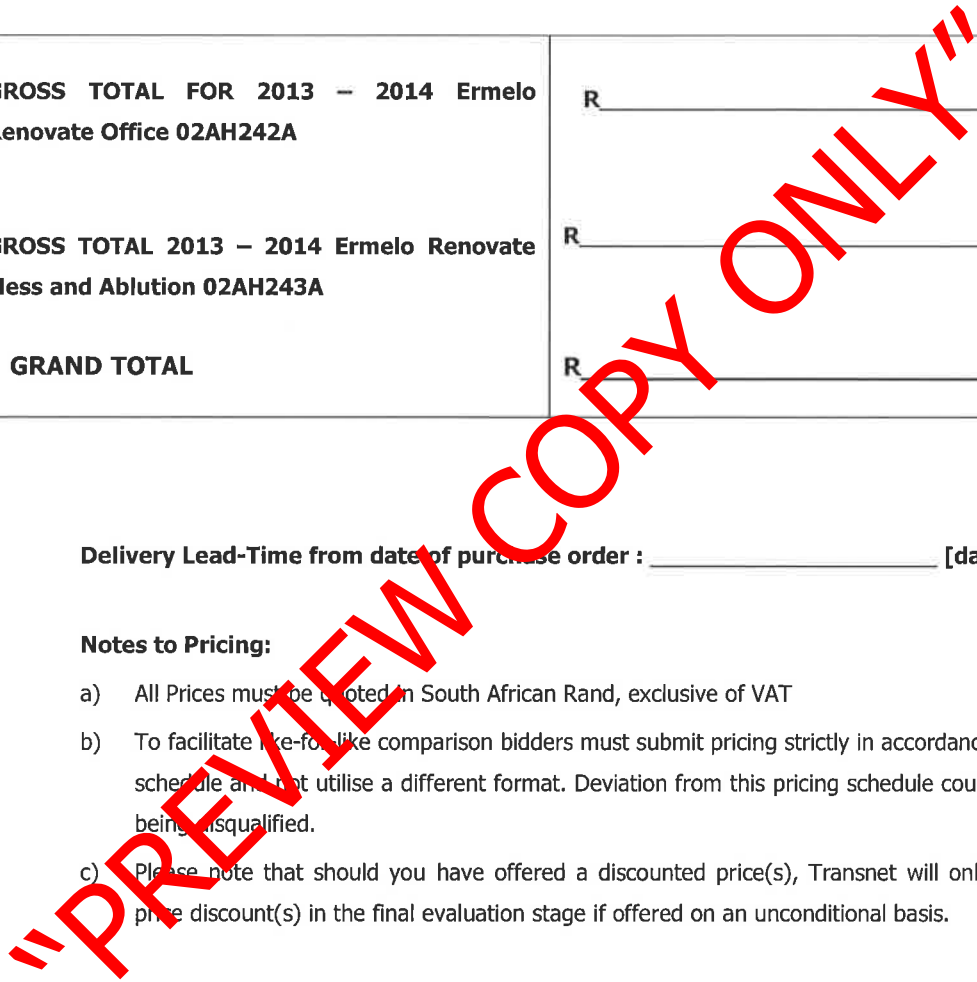 GROSS TOTAL FOR 2013 – 2014 Ermelo
Renovate Office 02AH242A
R
GROSS TOTAL 2013 – 2014 Ermelo Renovate
Mess and Ablution 02AH243A
R
GRAND TOTAL
R
Delivery Lead-Time from date of purchase order : [da
Notes to Pricing:
a) All Prices must be quoted in South African Rand, exclusive of VAT
b) To facilitate like-for-like comparison bidders must submit pricing strictly in accordanc
schedule and not utilise a different format. Deviation from this pricing schedule cou
being disqualified.
c) Please note that should you have offered a discounted price(s), Transnet will onl
price discount(s) in the final evaluation stage if offered on an unconditional basis.
"PREVIEW COPY ONLY"